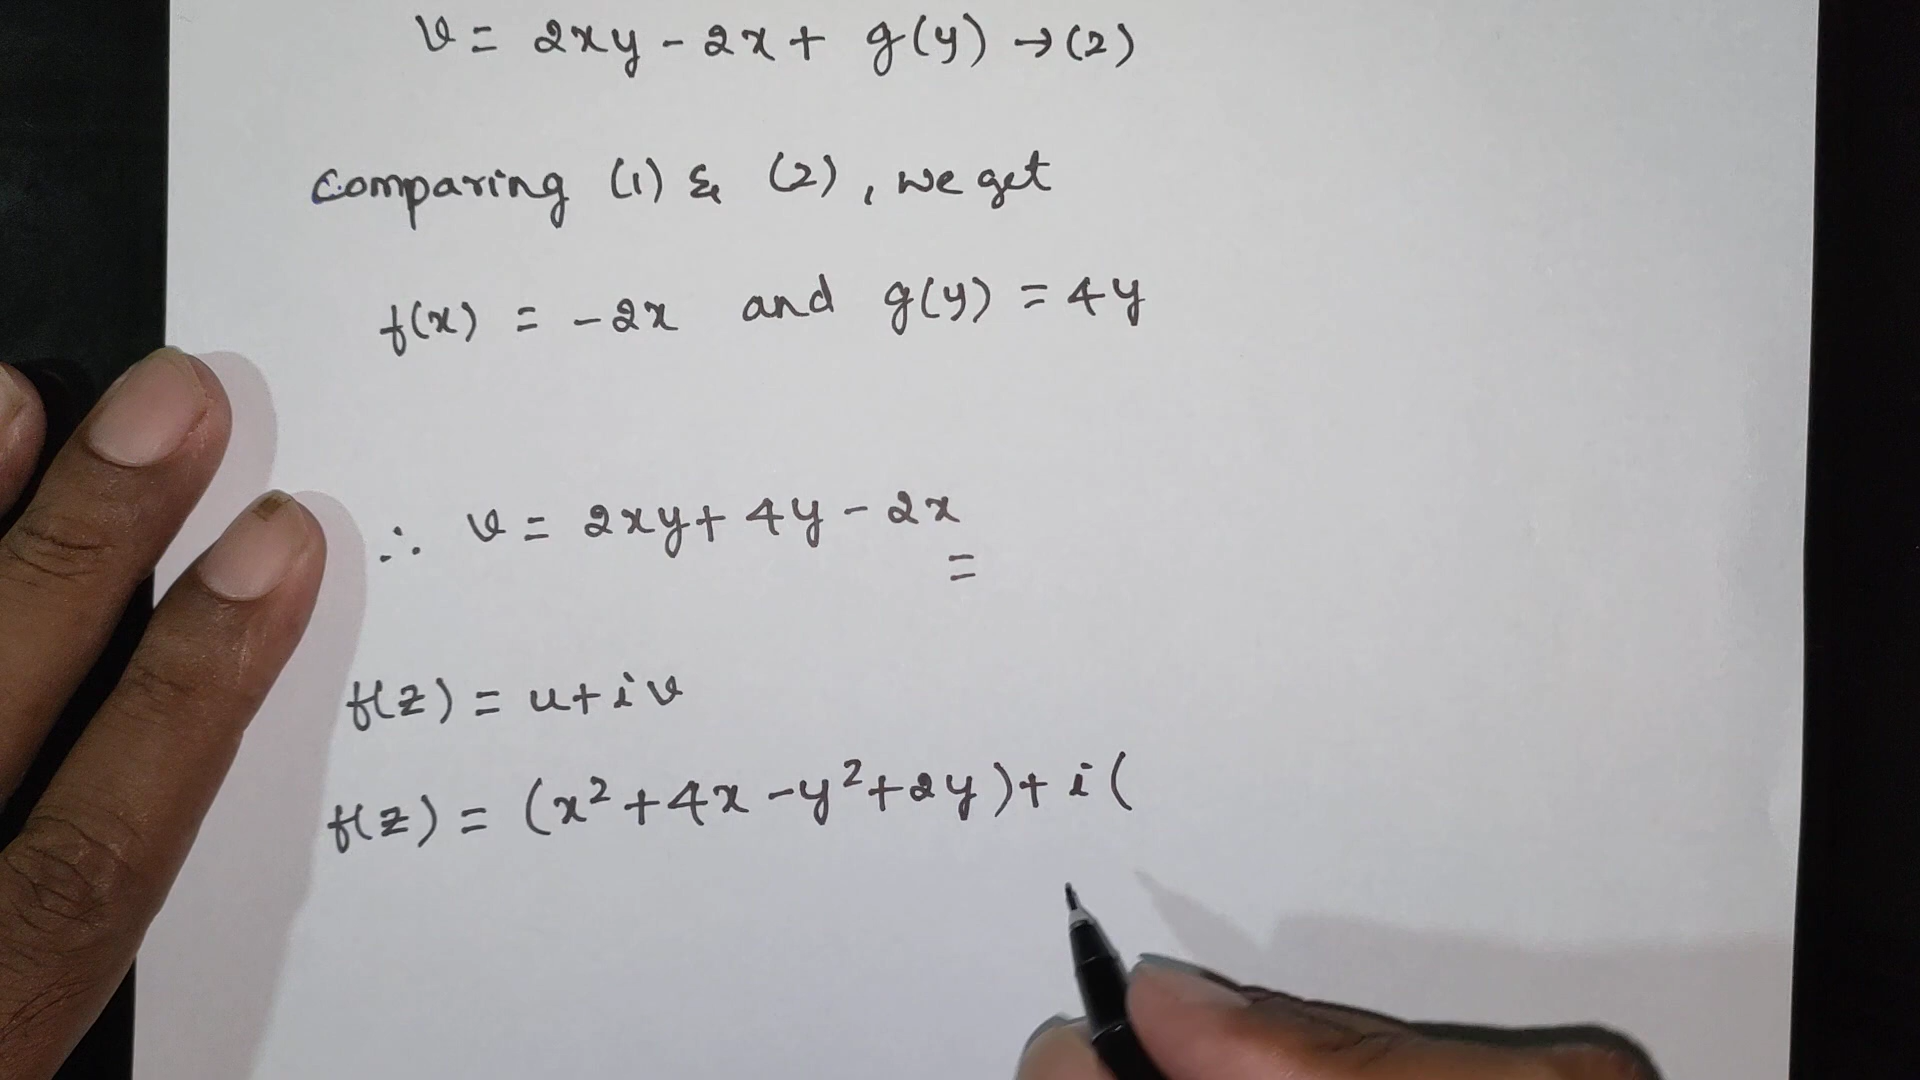 v = 2xy - 2x + g(y) → (2)
Comparing (1) & (2), we get
f(x) = -2x and g(y) = 4y
∴ v = 2xy + 4y - 2x
=
f(z) = u + iv
f(z) = (x² + 4x - y² + 2y) + i (